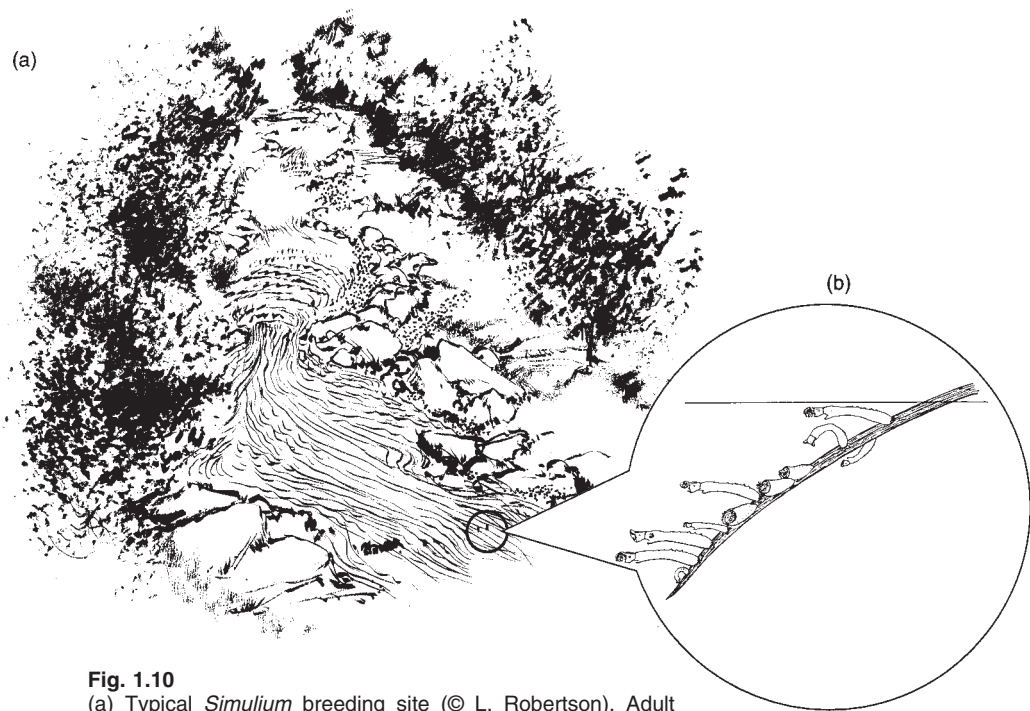 (a)
(b)
Fig. 1.10
(a) Typical Simulium breeding site (© L. Robertson). Adult